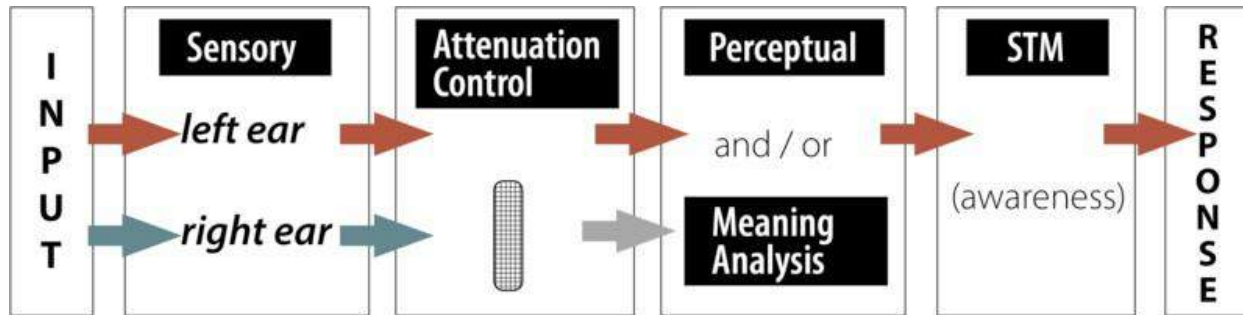 INPUT
Sensory
left ear
right ear
Attenuation
Control
Perceptual
and / or
Meaning
Analysis
STM
(awareness)
RESPONSE